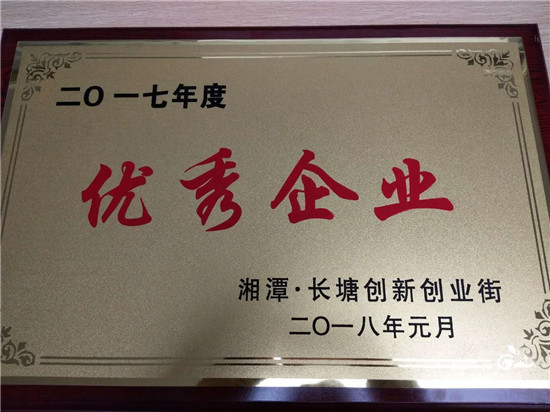 二〇一七年度
优秀企业
湘潭·长塘创新创业街
二〇一八年元月